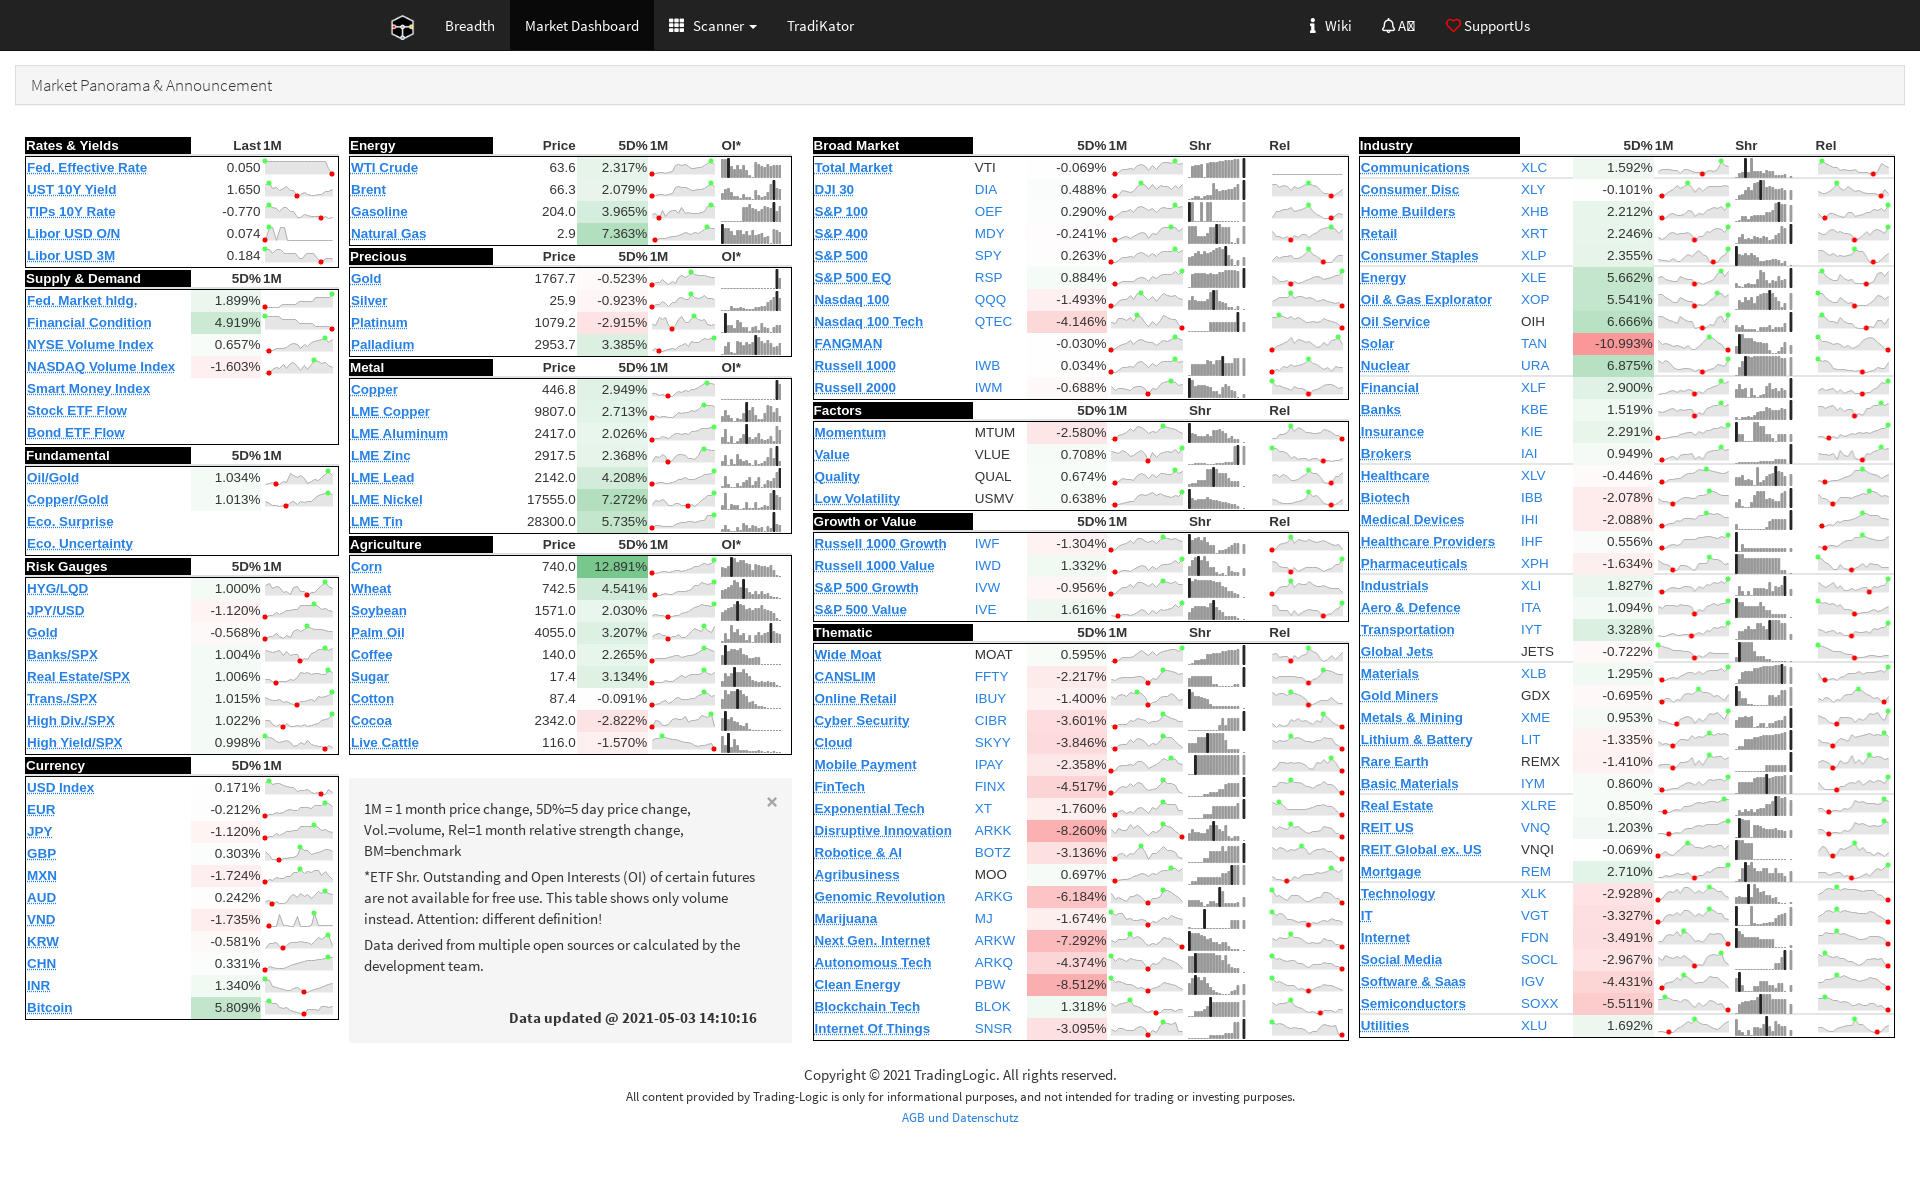 Breadth Market Dashboard Scanner TradiKator Wiki A SupportUs
Market Panorama & Announcement
Rates & Yields Last 1M
Fed. Effective Rate 0.050
UST 10Y Yield 1.650
TIPs 10Y Rate -0.770
Libor USD O/N 0.074
Libor USD 3M 0.184
Supply & Demand 5D% 1M
Fed. Market hldg. 1.899%
Financial Condition 4.919%
NYSE Volume Index 0.657%
NASDAQ Volume Index -1.603%
Smart Money Index
Stock ETF Flow
Bond ETF Flow
Fundamental 5D% 1M
Oil/Gold 1.034%
Copper/Gold 1.013%
Eco. Surprise
Eco. Uncertainty
Risk Gauges 5D% 1M
HYG/LQD 1.000%
JPY/USD -1.120%
Gold -0.568%
Banks/SPX 1.004%
Real Estate/SPX 1.006%
Trans./SPX 1.015%
High Div./SPX 1.022%
High Yield/SPX 0.998%
Currency 5D% 1M
USD Index 0.171%
EUR -0.212%
JPY -1.120%
GBP 0.303%
MXN -1.724%
AUD 0.242%
VND -1.735%
KRW -0.581%
CHN 0.331%
INR 1.340%
Bitcoin 5.809%
Energy Price 5D% 1M OI*
WTI Crude 63.6 2.317%
Brent 66.3 2.079%
Gasoline 204.0 3.965%
Natural Gas 2.9 7.363%
Precious Price 5D% 1M OI*
Gold 1767.7 -0.523%
Silver 25.9 -0.923%
Platinum 1079.2 -2.915%
Palladium 2953.7 3.385%
Metal Price 5D% 1M OI*
Copper 446.8 2.949%
LME Copper 9807.0 2.713%
LME Aluminum 2417.0 2.026%
LME Zinc 2917.5 2.368%
LME Lead 2142.0 4.208%
LME Nickel 17555.0 7.272%
LME Tin 28300.0 5.735%
Agriculture Price 5D% 1M OI*
Corn 740.0 12.891%
Wheat 742.5 4.541%
Soybean 1571.0 2.030%
Palm Oil 4055.0 3.207%
Coffee 140.0 2.265%
Sugar 17.4 3.134%
Cotton 87.4 -0.091%
Cocoa 2342.0 -2.822%
Live Cattle 116.0 -1.570%
×
1M = 1 month price change, 5D%=5 day price change,
Vol.=volume, Rel=1 month relative strength change,
BM=benchmark
*ETF Shr. Outstanding and Open Interests (OI) of certain futures
are not available for free use. This table shows only volume
instead. Attention: different definition!
Data derived from multiple open sources or calculated by the
development team.
Data updated @ 2021-05-03 14:10:16
Broad Market 5D% 1M Shr Rel
Total Market VTI -0.069%
DJI 30 DIA 0.488%
S&P 100 OEF 0.290%
S&P 400 MDY -0.241%
S&P 500 SPY 0.263%
S&P 500 EQ RSP 0.884%
Nasdaq 100 QQQ -1.493%
Nasdaq 100 Tech QTEC -4.146%
FANGMAN -0.030%
Russell 1000 IWB 0.034%
Russell 2000 IWM -0.688%
Factors 5D% 1M
Momentum MTUM -2.580%
Value VLUE 0.708%
Quality QUAL 0.674%
Low Volatility USMV 0.638%
Growth or Value 5D% 1M Shr Rel
Russell 1000 Growth IWF -1.304%
Russell 1000 Value IWD 1.332%
S&P 500 Growth IVW -0.956%
S&P 500 Value IVE 1.616%
Thematic 5D% 1M Shr Rel
Wide Moat MOAT 0.595%
CANSLIM FFTY -2.217%
Online Retail IBUY -1.400%
Cyber Security CIBR -3.601%
Cloud SKYY -3.846%
Mobile Payment IPAY -2.358%
FinTech FINX -4.517%
Exponential Tech XT -1.760%
Disruptive Innovation ARKK -8.260%
Robotice & AI BOTZ -3.136%
Agribusiness MOO 0.697%
Genomic Revolution ARKG -6.184%
Marijuana MJ -1.674%
Next Gen. Internet ARKW -7.292%
Autonomous Tech ARKQ -4.374%
Clean Energy PBW -8.512%
Blockchain Tech BLOK 1.318%
Internet Of Things SNSR -3.095%
Industry 5D% 1M Shr Rel
Communications XLC 1.592%
Consumer Disc XLY -0.101%
Home Builders XHB 2.212%
Retail XRT 2.246%
Consumer Staples XLP 2.355%
Energy XLE 5.662%
Oil & Gas Explorator XOP 5.541%
Oil Service OIH 6.666%
Solar TAN -10.993%
Nuclear URA 6.875%
Financial XLF 2.900%
Banks KBE 1.519%
Insurance KIE 2.291%
Brokers IAI 0.949%
Healthcare XLV -0.446%
Biotech IBB -2.078%
Medical Devices IHI -2.088%
Healthcare Providers IHF 0.556%
Pharmaceuticals XPH -1.634%
Industrials XLI 1.827%
Aero & Defence ITA 1.094%
Transportation IYT 3.328%
Global Jets JETS -0.722%
Materials XLB 1.295%
Gold Miners GDX -0.695%
Metals & Mining XME 0.953%
Lithium & Battery LIT -1.335%
Rare Earth REMX -1.410%
Basic Materials IYM 0.860%
Real Estate XLRE 0.850%
REIT US VNQ 1.203%
REIT Global ex. US VNQI -0.069%
Mortgage REM 2.710%
Technology XLK -2.928%
IT VGT -3.327%
Internet FDN -3.491%
Social Media SOCL -2.967%
Software & Saas IGV -4.431%
Semiconductors SOXX -5.511%
Utilities XLU 1.692%
Copyright © 2021 TradingLogic. All rights reserved.
All content provided by Trading-Logic is only for informational purposes, and not intended for trading or investing purposes.
AGB und Datenschutz